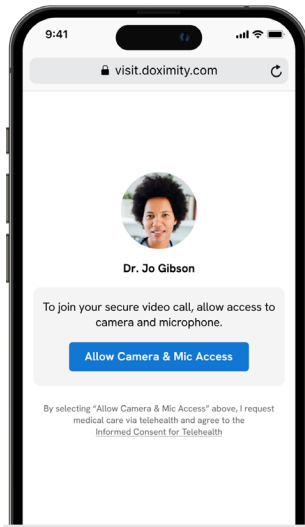 9:41
visit.doximity.com
Dr. Jo Gibson
To join your secure video call, allow access to
camera and microphone.
Allow Camera & Mic Access
By selecting "Allow Camera & Mic Access" above, I request
medical care via telehealth and agree to the
Informed Consent for Telehealth